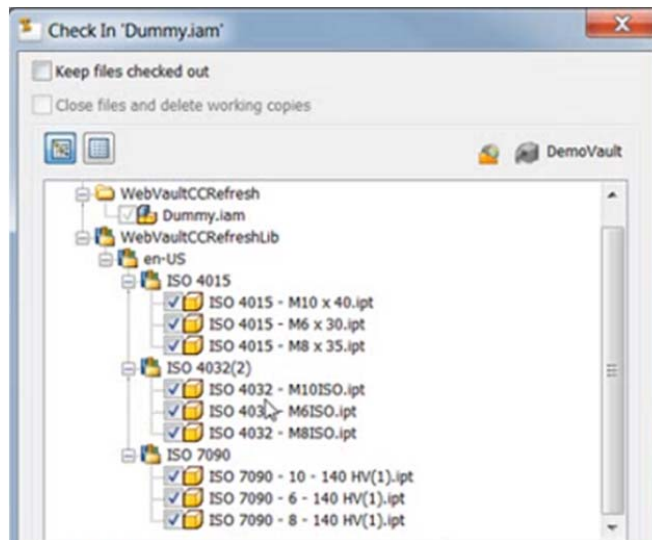 Check In 'Dummy.iam'
Keep files checked out
Close files and delete working copies
DemoVault
WebVaultCCRefresh
Dummy.iam
WebVaultCCRefreshLib
en-US
ISO 4015
ISO 4015 - M10 x 40.ipt
ISO 4015 - M6 x 30.ipt
ISO 4015 - M8 x 35.ipt
ISO 4032(2)
ISO 4032 - M10ISO.ipt
ISO - M6ISO.ipt
ISO 4032 - M8ISO.ipt
ISO 7090
ISO 7090 - 10 - 140 HV(1).ipt
ISO 7090 - 6 - 140 HV(1).ipt
ISO 7090 - 8 - 140 HV(1).ipt